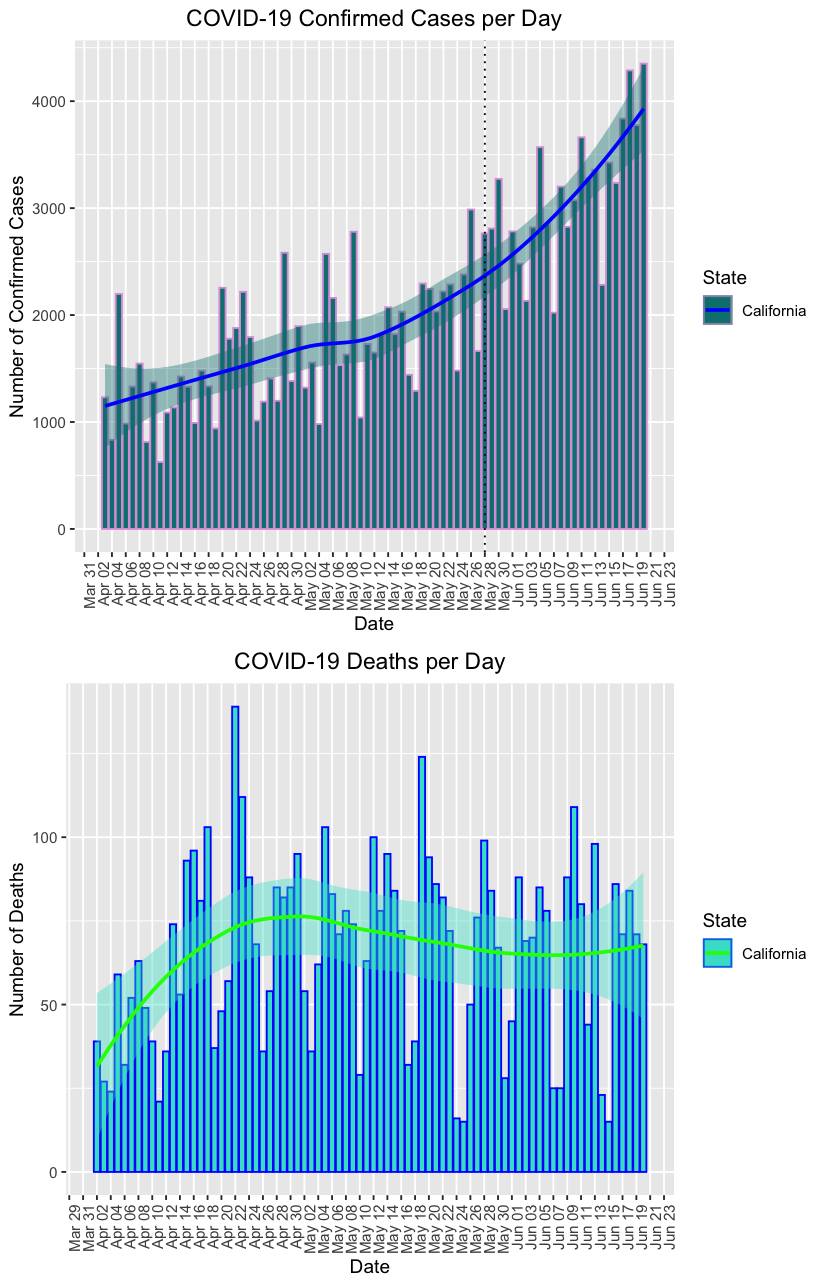 COVID-19 Confirmed Cases per Day
Number of Confirmed Cases
4000
3000
2000
1000
0
Mar 31
Apr 02
Apr 04
Apr 06
Apr 08
Apr 10
Apr 12
Apr 14
Apr 16
Apr 18
Apr 20
Apr 22
Apr 24
Apr 26
Apr 28
Apr 30
May 02
May 04
May 06
May 08
May 10
May 12
May 14
May 16
May 18
May 20
May 22
May 24
May 26
May 28
May 30
Jun 01
Jun 03
Jun 05
Jun 07
Jun 09
Jun 11
Jun 13
Jun 15
Jun 17
Jun 19
Jun 21
Jun 23
Date
State
California
COVID-19 Deaths per Day
Number of Deaths
100
50
0
Mar 29
Mar 31
Apr 02
Apr 04
Apr 06
Apr 08
Apr 10
Apr 12
Apr 14
Apr 16
Apr 18
Apr 20
Apr 22
Apr 24
Apr 26
Apr 28
Apr 30
May 02
May 04
May 06
May 08
May 10
May 12
May 14
May 16
May 18
May 20
May 22
May 24
May 26
May 28
May 30
Jun 01
Jun 03
Jun 05
Jun 07
Jun 09
Jun 11
Jun 13
Jun 15
Jun 17
Jun 19
Jun 21
Jun 23
Date
State
California